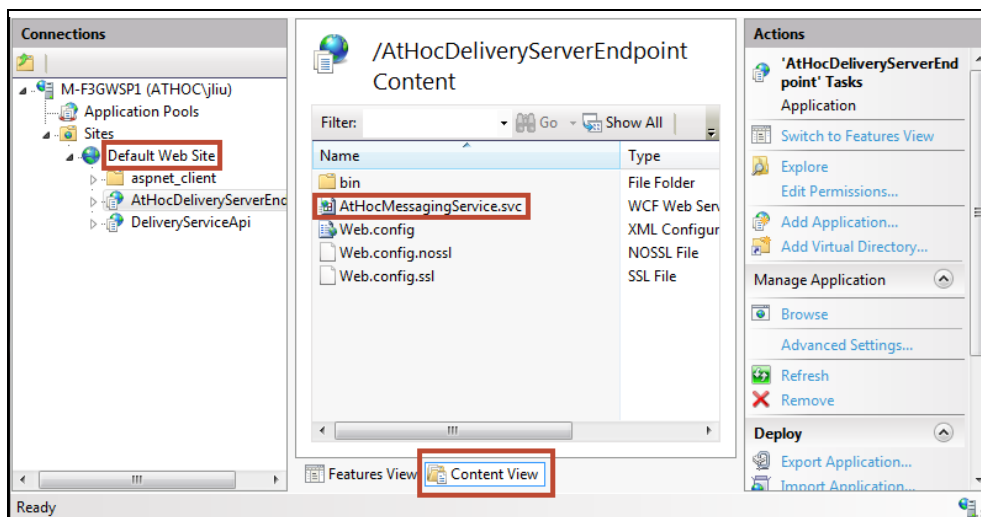 Connections
M-F3GWSP1 (ATHOC\jliu)
Application Pools
Sites
Default Web Site
aspnet_client
AtHocDeliveryServerEnd
DeliveryServiceApi
/AtHocDeliveryServerEndpoint
Content
Filter:
Go
Show All
Name
Type
bin
File Folder
AtHocMessagingService.svc
WCF Web Serv
Web.config
XML Configur
Web.config.nossl
NOSSL File
Web.config.ssl
SSL File
Features View
Content View
Actions
'AtHocDeliveryServerEnd
point' Tasks
Application
Switch to Features View
Explore
Edit Permissions...
Add Application...
Add Virtual Directory...
Manage Application
Browse
Advanced Settings...
Refresh
Remove
Deploy
Export Application...
Import Application...
Ready